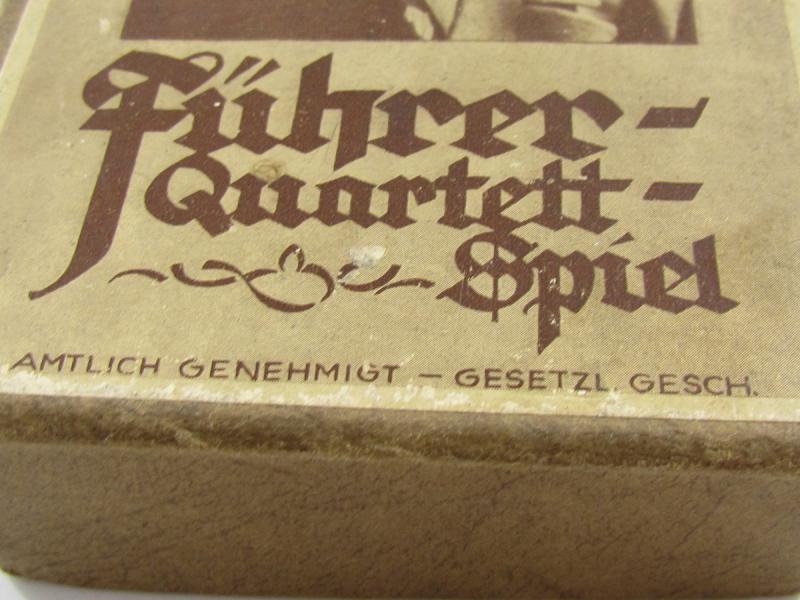 Führer-
Quartett-
Spiel
AMTLICH GENEHMIGT — GESETZL. GESCH.